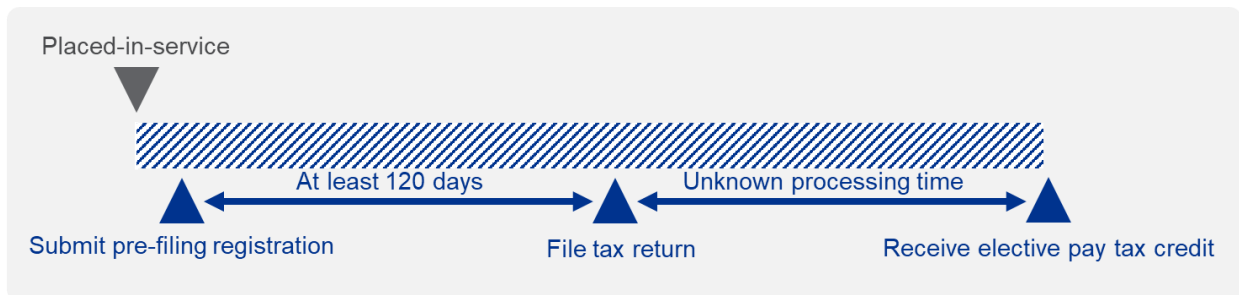 Placed-in-service
At least 120 days
Unknown processing time
Submit pre-filing registration
File tax return
Receive elective pay tax credit